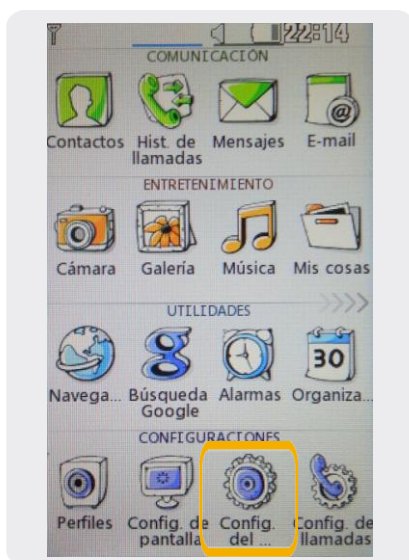 22:14
COMUNICACIÓN
Contactos
Hist. de
llamadas
Mensajes
E-mail
@
ENTRETENIMIENTO
Cámara
Galería
Música
Mis cosas
UTILIDADES
30
Navega...
Búsqueda
Google
Alarmas
Organiza...
CONFIGURACIONES
Perfiles
Config. de
pantalla
Config.
del ...
Config. de
llamadas